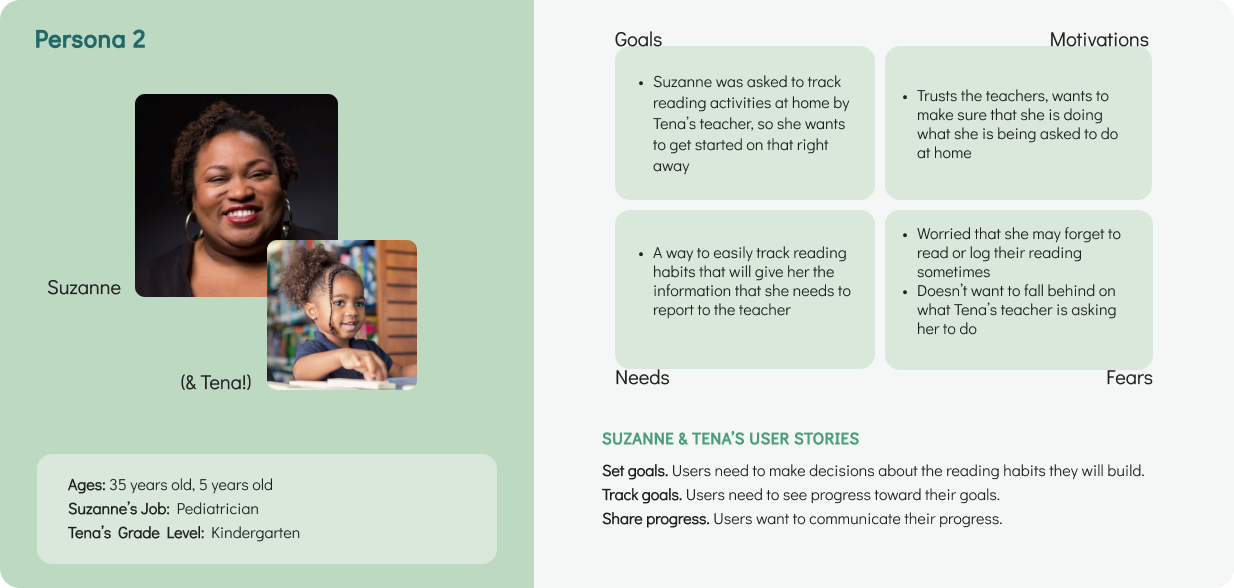 Persona 2
Suzanne
(& Tena!)
Ages: 35 years old, 5 years old
Suzanne's Job: Pediatrician
Tena's Grade Level: Kindergarten
Goals
• Suzanne was asked to track
reading activities at home by
Tena's teacher, so she wants
to get started on that right
away
Motivations
• Trusts the teachers, wants to
make sure that she is doing
what she is being asked to do
at home
• A way to easily track reading
habits that will give her the
information that she needs to
report to the teacher
Needs
• Worried that she may forget to
read or log their reading
sometimes
• Doesn't want to fall behind on
what Tena's teacher is asking
her to do
Fears
SUZANNE & TENA'S USER STORIES
Set goals. Users need to make decisions about the reading habits they will build.
Track goals. Users need to see progress toward their goals.
Share progress. Users want to communicate their progress.